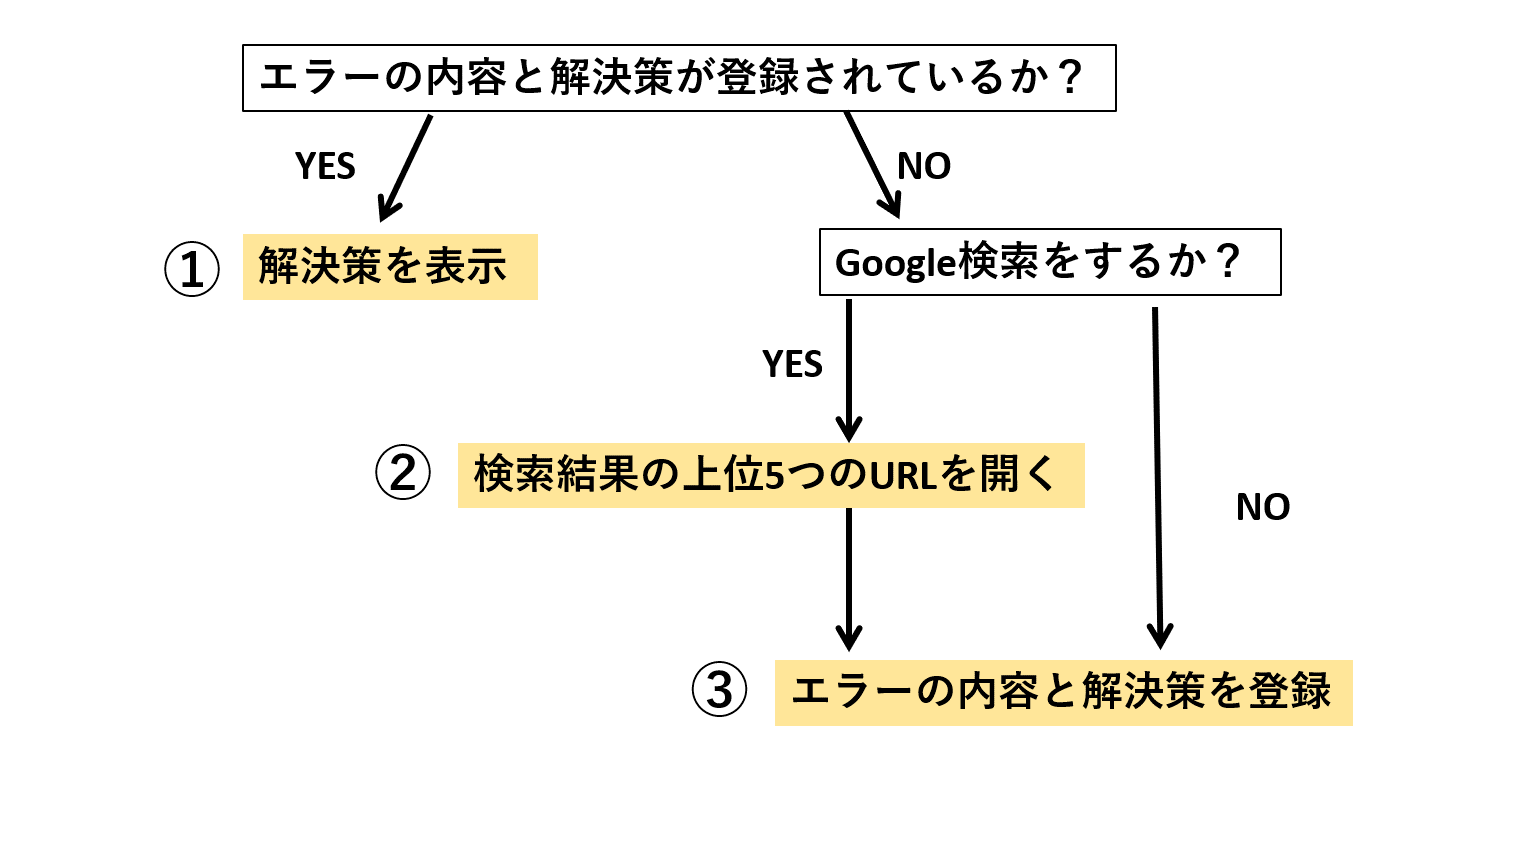 エラーの内容と解決策が登録されているか？
YES
NO
① 解決策を表示
Google検索をするか？
YES
② 検索結果の上位5つのURLを開く
NO
③ エラーの内容と解決策を登録